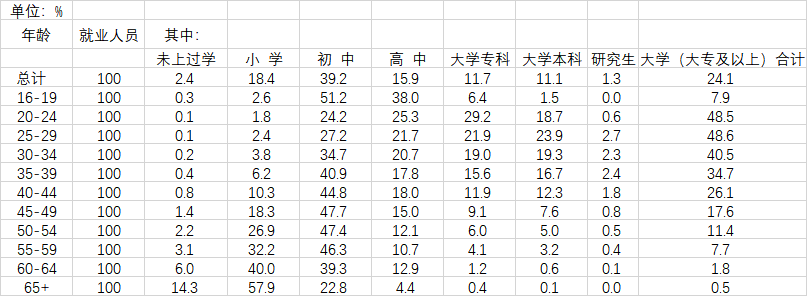 单位：%
年龄 就业人员 其中：
未上过学 小 学 初 中 高 中 大学专科 大学本科 研究生 大学（大专及以上）合计
总计 100 2.4 18.4 39.2 15.9 11.7 11.1 1.3 24.1
16-19 100 0.3 2.6 51.2 38.0 6.4 1.5 0.0 7.9
20-24 100 0.1 1.8 24.2 25.3 29.2 18.7 0.6 48.5
25-29 100 0.1 2.4 27.2 21.7 21.9 23.9 2.7 48.6
30-34 100 0.2 3.8 34.7 20.7 19.0 19.3 2.3 40.5
35-39 100 0.4 6.2 40.9 17.8 15.6 16.7 2.4 34.7
40-44 100 0.8 10.3 44.8 18.0 11.9 12.3 1.8 26.1
45-49 100 1.4 18.3 47.7 15.0 9.1 7.6 0.8 17.6
50-54 100 2.2 26.9 47.4 12.1 6.0 5.0 0.5 11.4
55-59 100 3.1 32.2 46.3 10.7 4.1 3.2 0.4 7.7
60-64 100 6.0 40.0 39.3 12.9 1.2 0.6 0.1 1.8
65+ 100 14.3 57.9 22.8 4.4 0.4 0.1 0.0 0.5